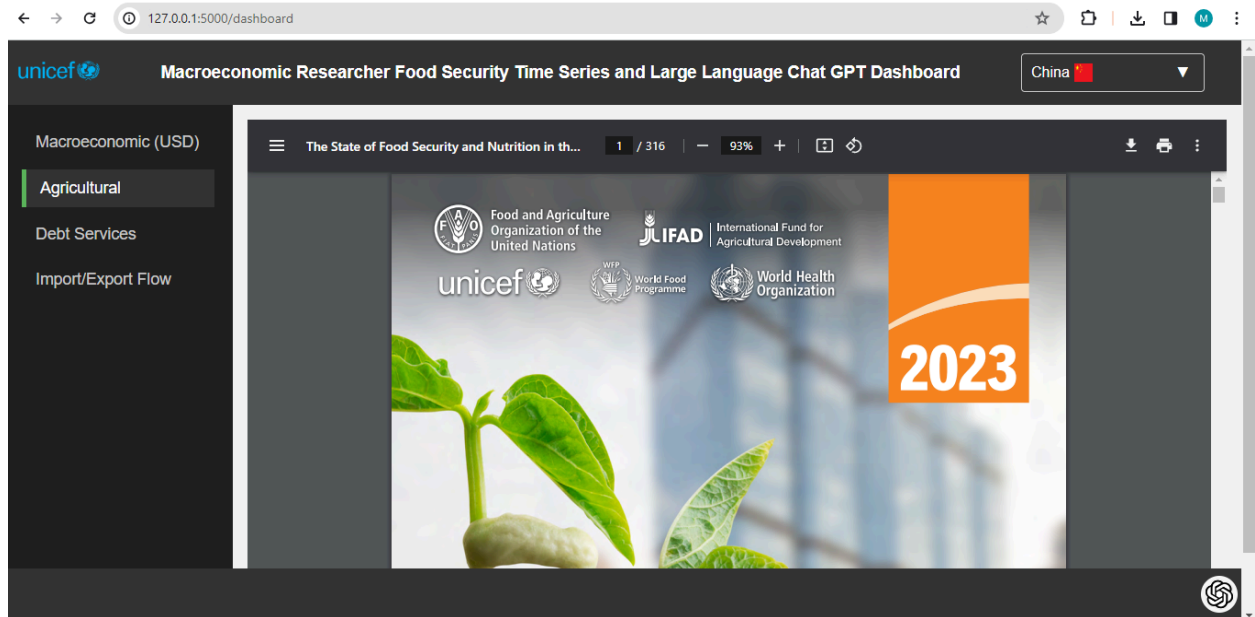 127.0.0.1:5000/dashboard
M
unicef
Macroeconomic Researcher Food Security Time Series and Large Language Chat GPT Dashboard
China
Macroeconomic (USD)
Agricultural
Debt Services
Import/Export Flow
The State of Food Security and Nutrition in th...
1 / 316
93%
FAO
FIAT PANIS
Food and Agriculture
Organization of the
United Nations
IFAD
International Fund for
Agricultural Development
unicef
WFP
World Food
Programme
World Health
Organization
2023